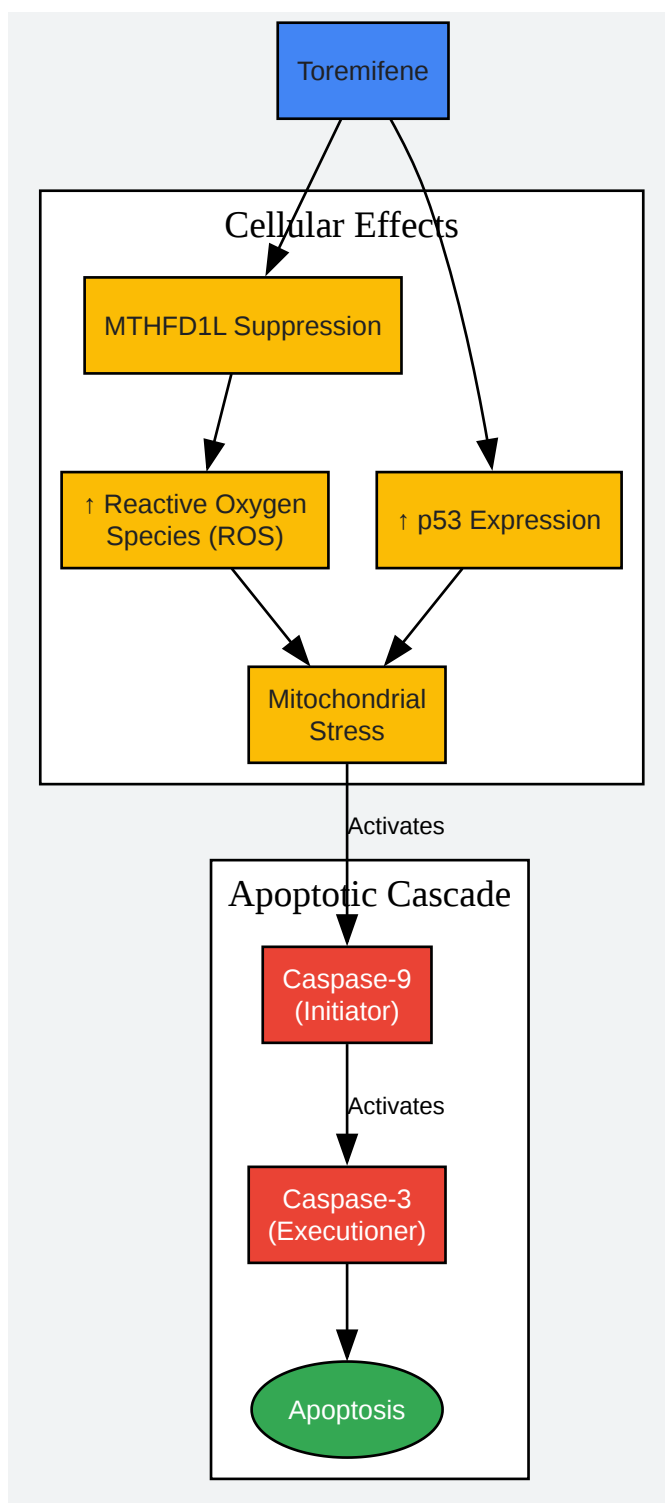 Toremifene
Cellular Effects
MTHFD1L Suppression
↑ Reactive Oxygen
Species (ROS)
↑ p53 Expression
Mitochondrial
Stress
Activates
Apoptotic Cascade
Caspase-9
(Initiator)
Activates
Caspase-3
(Executioner)
Apoptosis